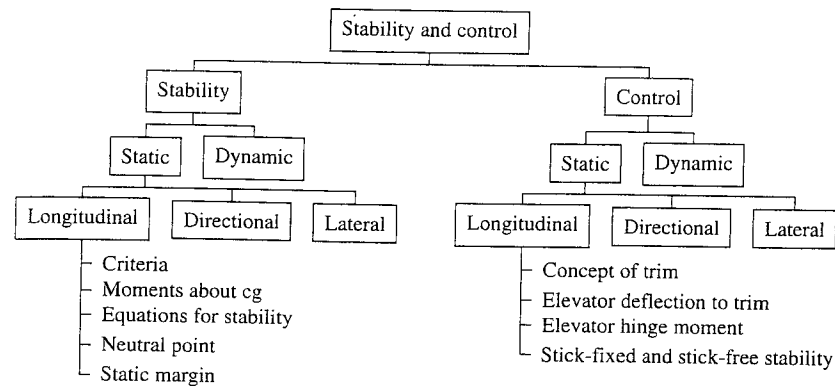 Stability and control
Stability
Control
Static
Dynamic
Static
Dynamic
Longitudinal
Directional
Lateral
Longitudinal
Directional
Lateral
Criteria
Moments about cg
Equations for stability
Neutral point
Static margin
Concept of trim
Elevator deflection to trim
Elevator hinge moment
Stick-fixed and stick-free stability